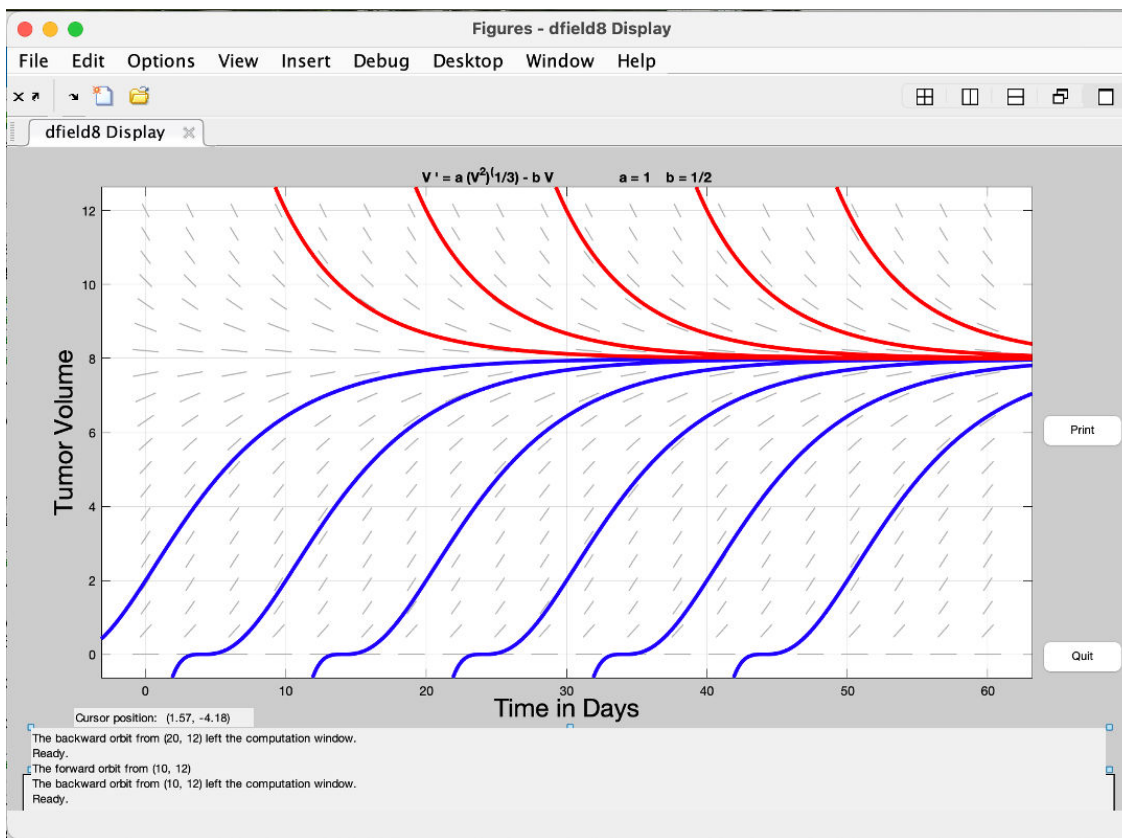 Figures - dfield8 Display
File Edit Options View Insert Debug Desktop Window Help
dfield8 Display
V ' = a (V^2)^(1/3) - b V a = 1 b = 1/2
12
10
8
6
4
2
0
Tumor Volume
0 10 20 30 40 50 60
Time in Days
Print
Quit
Cursor position: (1.57, -4.18)
The backward orbit from (20, 12) left the computation window.
Ready.
The forward orbit from (10, 12)
The backward orbit from (10, 12) left the computation window.
Ready.